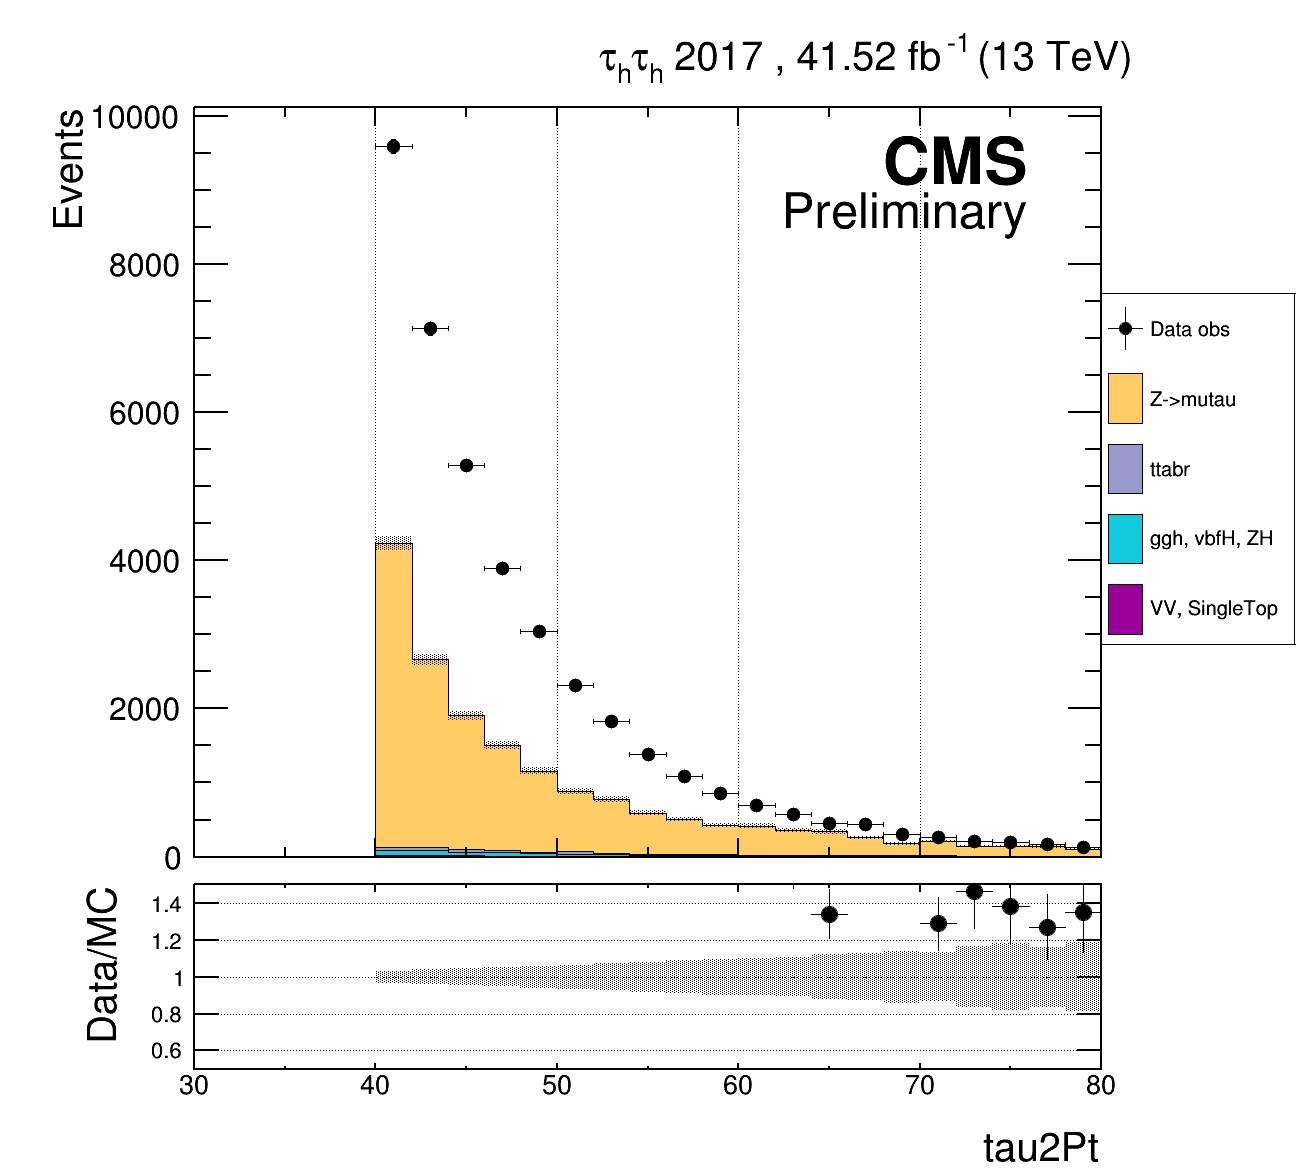 τhτh 2017 , 41.52 fb-1 (13 TeV)
Events
10000
8000
6000
4000
2000
0
CMS
Preliminary
Data obs
Z->mutau
ttabr
ggh, vbfH, ZH
VV, SingleTop
Data/MC
1.4
1.2
1
0.8
0.6
30 40 50 60 70 80
tau2Pt